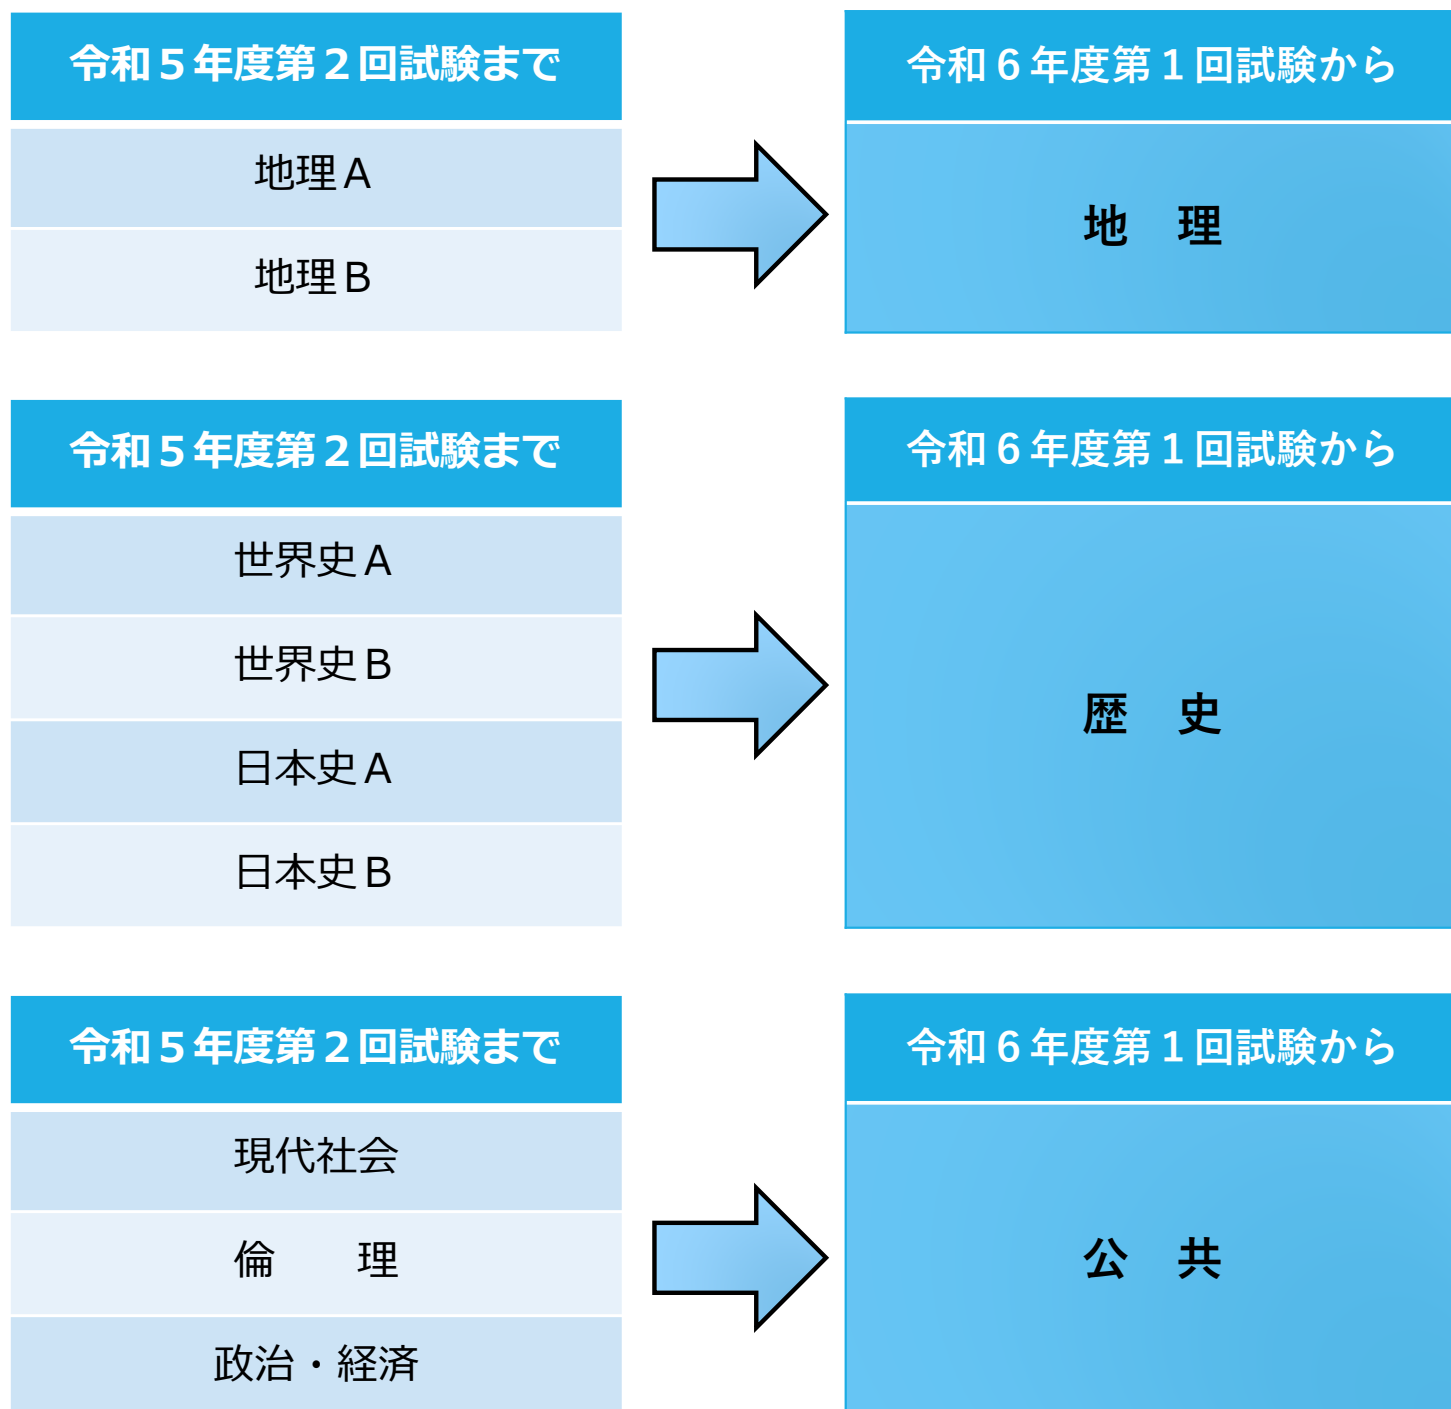 令和５年度第２回試験まで
令和６年度第１回試験から
地理Ａ
地理Ｂ
地　理
令和５年度第２回試験まで
令和６年度第１回試験から
世界史Ａ
世界史Ｂ
日本史Ａ
日本史Ｂ
歴　史
令和５年度第２回試験まで
令和６年度第１回試験から
現代社会
倫　　理
政治・経済
公　共